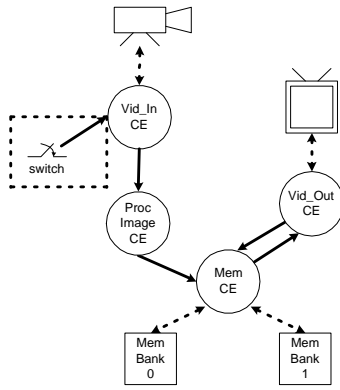 Vid_In
CE
switch
Proc
Image
CE
Vid_Out
CE
Mem
CE
Mem
Bank
0
Mem
Bank
1